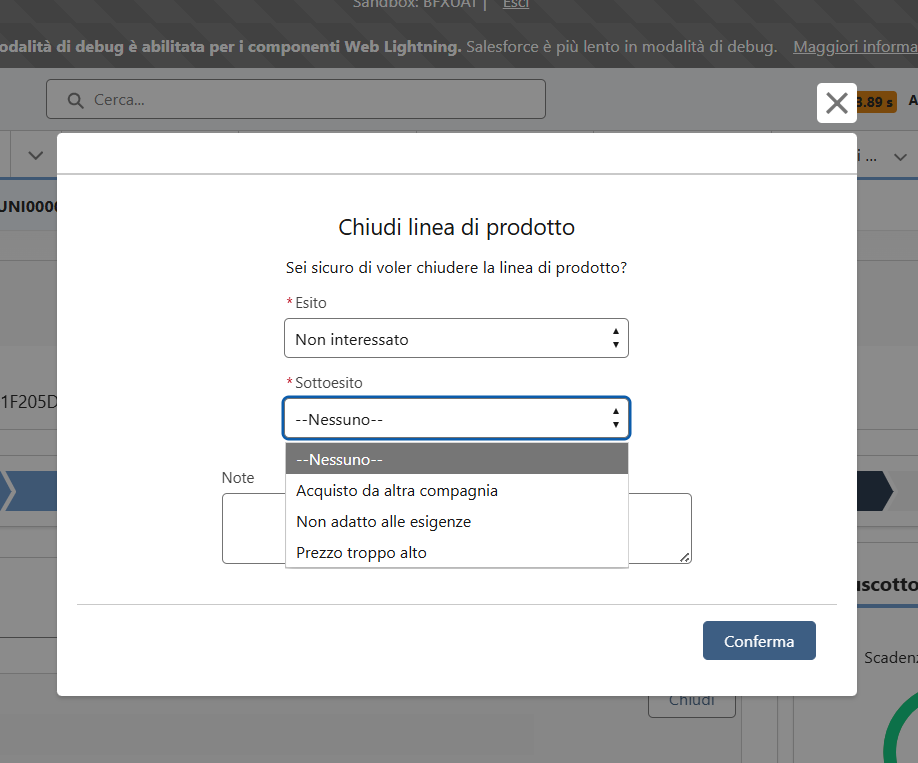 Sandbox: BFXUAT | Esci
odalità di debug è abilitata per i componenti Web Lightning. Salesforce è più lento in modalità di debug. Maggiori informa
Cerca...
3.89 s A
i ...
UNI0000
Chiudi linea di prodotto
Sei sicuro di voler chiudere la linea di prodotto?
*Esito
Non interessato
1F205D
*Sottoesito
--Nessuno--
--Nessuno--
Note
Acquisto da altra compagnia
Non adatto alle esigenze
Prezzo troppo alto
uscotto
Conferma
Scadenz
Chiudi